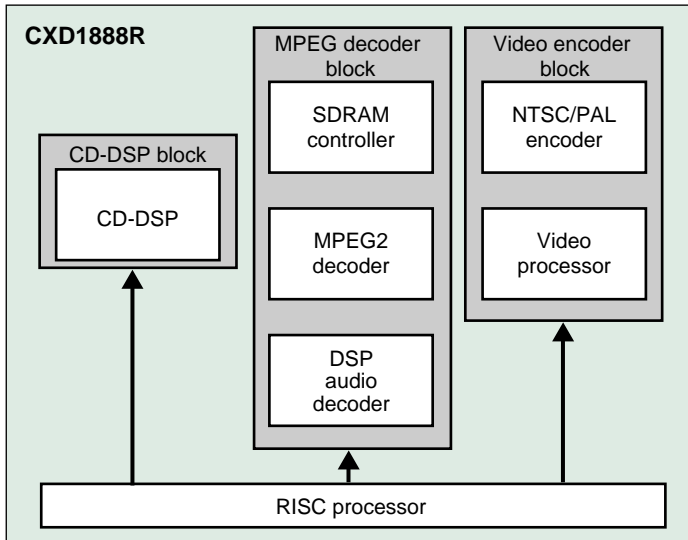 CXD1888R
CD-DSP block
CD-DSP
MPEG decoder
block
SDRAM
controller
MPEG2
decoder
DSP
audio
decoder
Video encoder
block
NTSC/PAL
encoder
Video
processor
RISC processor